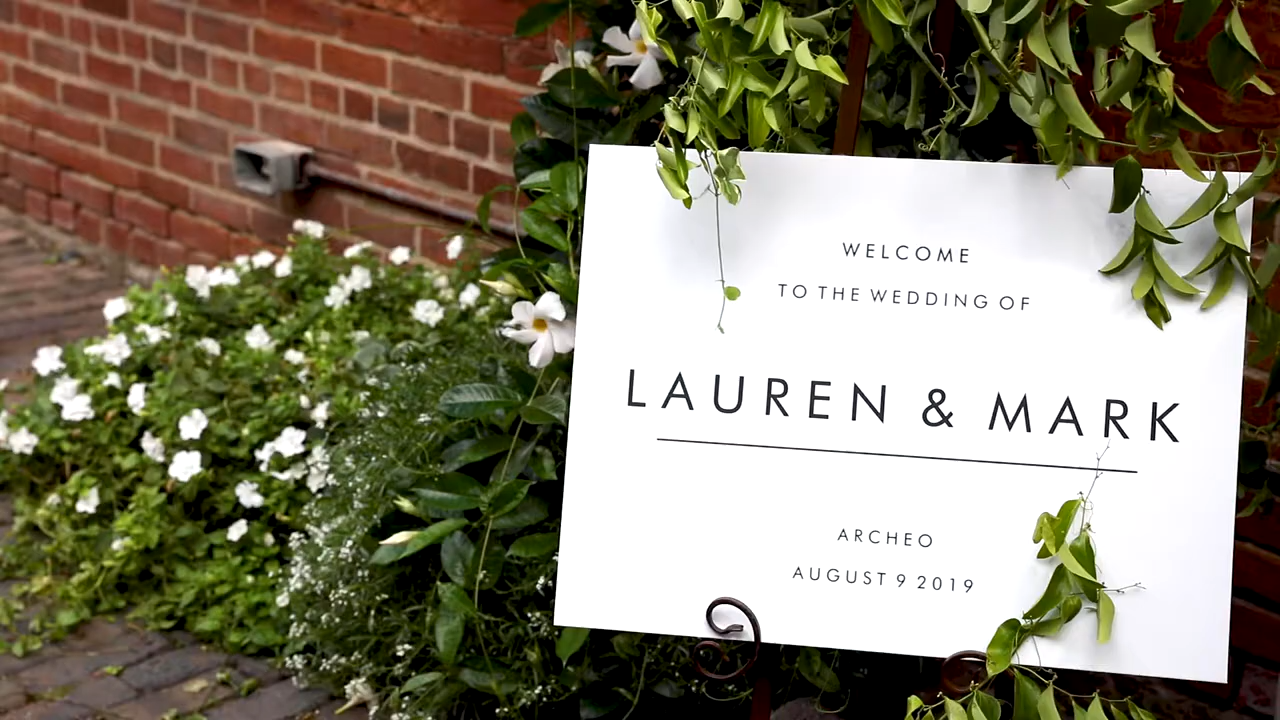 WELCOME
TO THE WEDDING OF
LAUREN & MARK
ARCHEO
AUGUST 9 2019